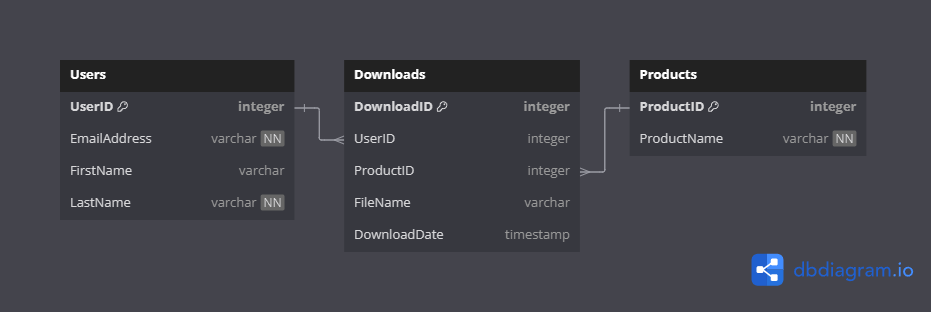 Users
UserID integer
EmailAddress varchar NN
FirstName varchar
LastName varchar NN
Downloads
DownloadID integer
UserID integer
ProductID integer
FileName varchar
DownloadDate timestamp
Products
ProductID integer
ProductName varchar NN
dbdiagram.io